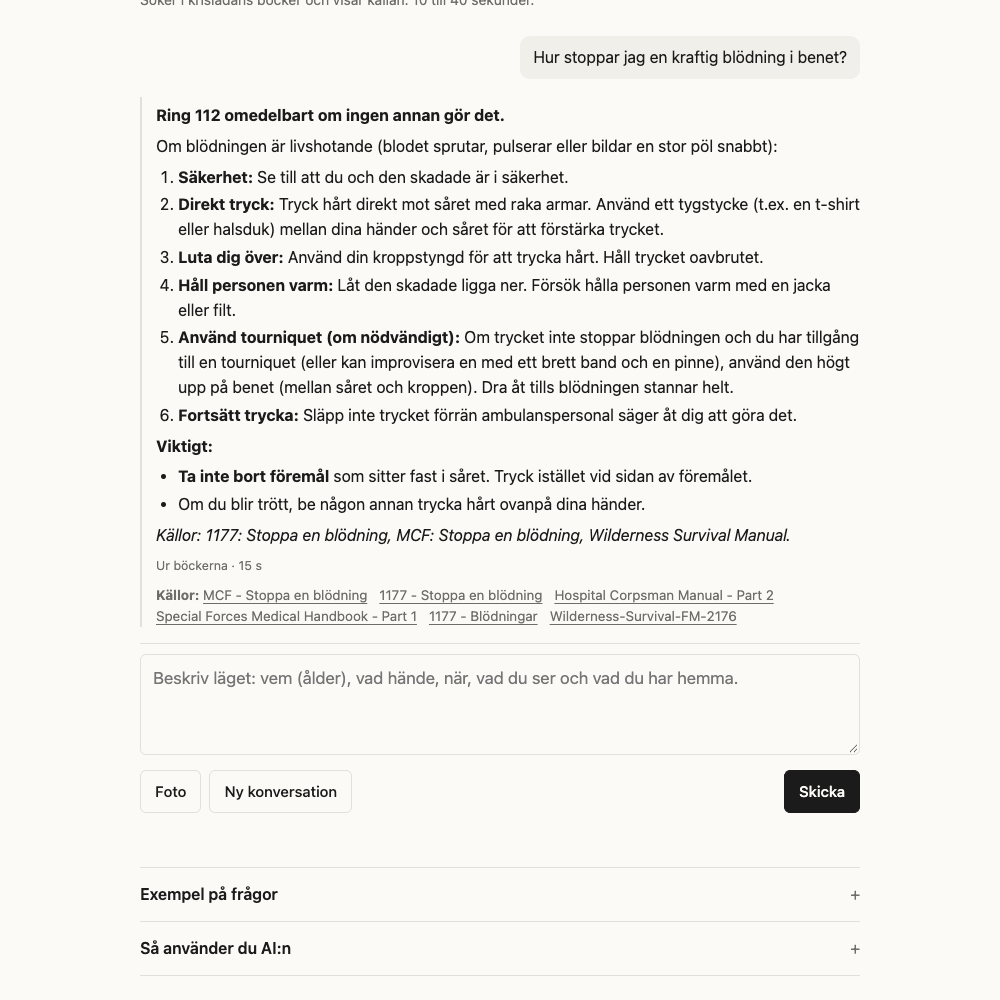 Söker i krislådans böcker och visar källan. 10 till 40 sekunder.
Hur stoppar jag en kraftig blödning i benet?
Ring 112 omedelbart om ingen annan gör det.
Om blödningen är livshotande (blodet sprutar, pulserar eller bildar en stor pöl snabbt):
1. Säkerhet: Se till att du och den skadade är i säkerhet.
2. Direkt tryck: Tryck hårt direkt mot såret med raka armar. Använd ett tygstycke (t.ex. en t-shirt
eller halsduk) mellan dina händer och såret för att förstärka trycket.
3. Luta dig över: Använd din kroppstyngd för att trycka hårt. Håll trycket oavbrutet.
4. Håll personen varm: Låt den skadade ligga ner. Försök hålla personen varm med en jacka
eller filt.
5. Använd tourniquet (om nödvändigt): Om trycket inte stoppar blödningen och du har tillgång
till en tourniquet (eller kan improvisera en med ett brett band och en pinne), använd den högt
upp på benet (mellan såret och kroppen). Dra åt tills blödningen stannar helt.
6. Fortsätt trycka: Släpp inte trycket förrän ambulanspersonal säger åt dig att göra det.
Viktigt:
• Ta inte bort föremål som sitter fast i såret. Tryck istället vid sidan av föremålet.
• Om du blir trött, be någon annan trycka hårt ovanpå dina händer.
Källor: 1177: Stoppa en blödning, MCF: Stoppa en blödning, Wilderness Survival Manual.
Ur böckerna · 15 s
Källor: MCF - Stoppa en blödning 1177 - Stoppa en blödning Hospital Corpsman Manual - Part 2
Special Forces Medical Handbook - Part 1 1177 - Blödningar Wilderness-Survival-FM-2176
Beskriv läget: vem (ålder), vad hände, när, vad du ser och vad du har hemma.
Foto Ny konversation Skicka
Exempel på frågor +
Så använder du AI:n +